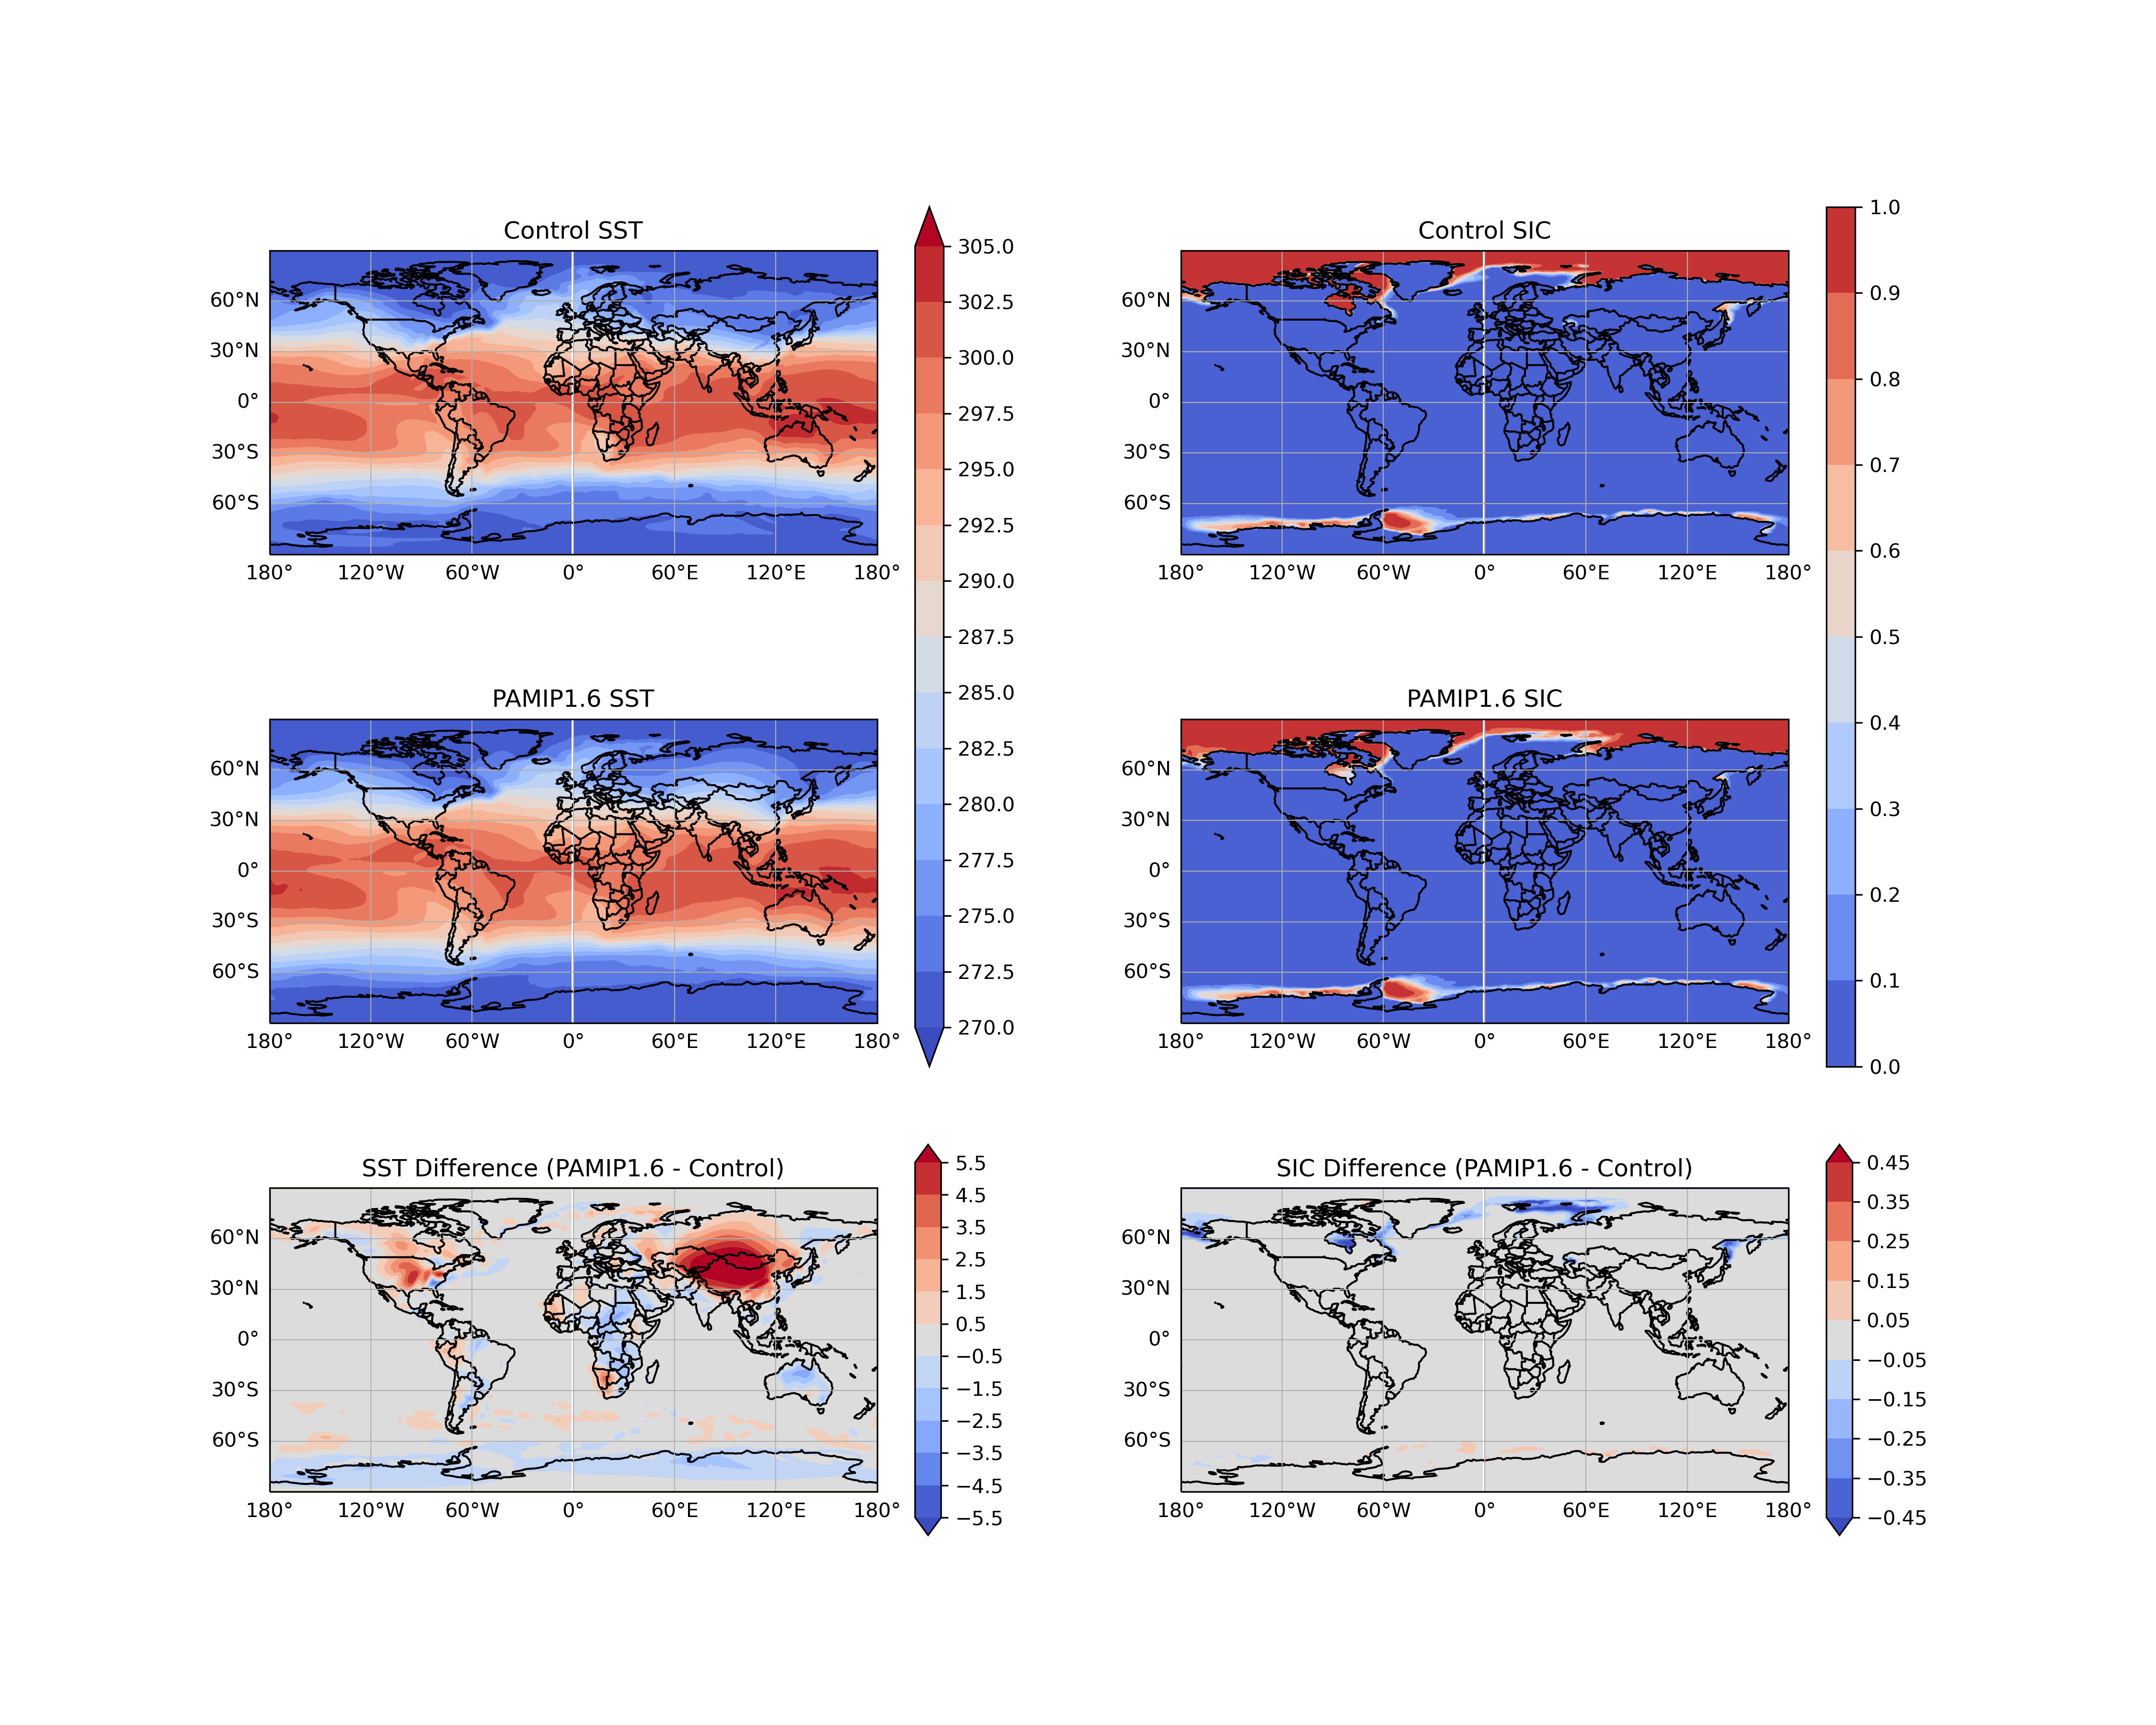 Control SST
60°N
30°N
0°
30°S
60°S
180° 120°W 60°W 0° 60°E 120°E 180°
305.0
302.5
300.0
297.5
295.0
292.5
290.0
287.5
285.0
282.5
280.0
277.5
275.0
272.5
270.0
Control SIC
60°N
30°N
0°
30°S
60°S
180° 120°W 60°W 0° 60°E 120°E 180°
1.0
0.9
0.8
0.7
0.6
0.5
0.4
0.3
0.2
0.1
0.0
PAMIP1.6 SST
60°N
30°N
0°
30°S
60°S
180° 120°W 60°W 0° 60°E 120°E 180°
PAMIP1.6 SIC
60°N
30°N
0°
30°S
60°S
180° 120°W 60°W 0° 60°E 120°E 180°
SST Difference (PAMIP1.6 - Control)
60°N
30°N
0°
30°S
60°S
180° 120°W 60°W 0° 60°E 120°E 180°
5.5
4.5
3.5
2.5
1.5
0.5
−0.5
−1.5
−2.5
−3.5
−4.5
−5.5
SIC Difference (PAMIP1.6 - Control)
60°N
30°N
0°
30°S
60°S
180° 120°W 60°W 0° 60°E 120°E 180°
0.45
0.35
0.25
0.15
0.05
−0.05
−0.15
−0.25
−0.35
−0.45